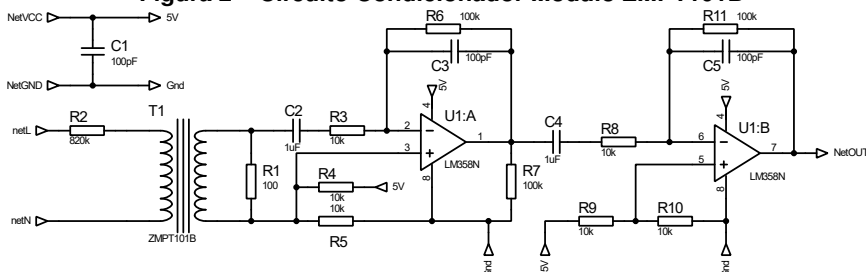 Figura 2 – Circuito Condicionador Módulo ZMPT101B
NetVCC
5V
C1
100pF
NetGND
Gnd
netL
R2
820k
T1
ZMPT101B
netN
R1
100
C2
1uF
R3
10k
R4
10k
5V
10k
R5
R6
100k
C3
100pF
5V
4
2
3
1
8
U1:A
LM358N
R7
100k
Gnd
C4
1uF
R8
10k
R11
100k
C5
100pF
5V
4
6
5
7
8
U1:B
LM358N
NetOUT
R9
10k
R10
10k
5V
Gnd